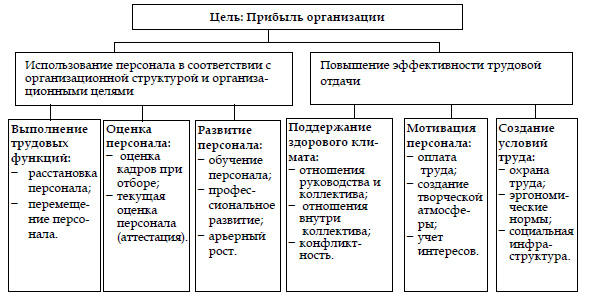 Цель: Прибыль организации
Использование персонала в соответствии с
организационной структурой и организа-
ционными целями
Повышение эффективности трудовой
отдачи
Выполнение
трудовых
функций:
– расстановка
персонала;
– перемеще-
ние персо-
нала.
Оценка
персонала:
– оценка
кадров при
отборе;
– текущая
оценка
персонала
(аттестация).
Развитие
персонала:
– обучение
персонала;
– профес-
сиональное
развитие;
– арьерный
рост.
Поддержание
здорового кли-
мата:
– отношения
руководства и
коллектива;
– отношения
внутри
коллектива;
– конфликт-
ность.
Мотивация
персонала:
– оплата
труда;
– создание
творческой
атмосфе-
ры;
– учет
интересов.
Создание
условий
труда:
– охрана
труда;
– эргономи-
ческие
нормы;
– социальная
инфра-
структура.